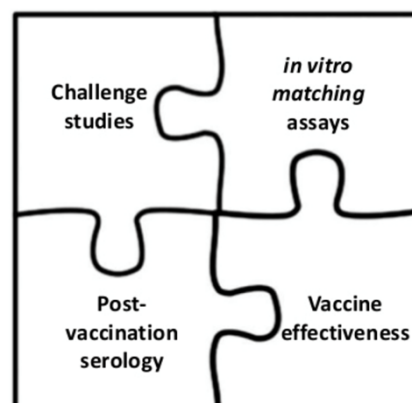 Challenge
studies
in vitro
matching
assays
Post-
vaccination
serology
Vaccine
effectiveness